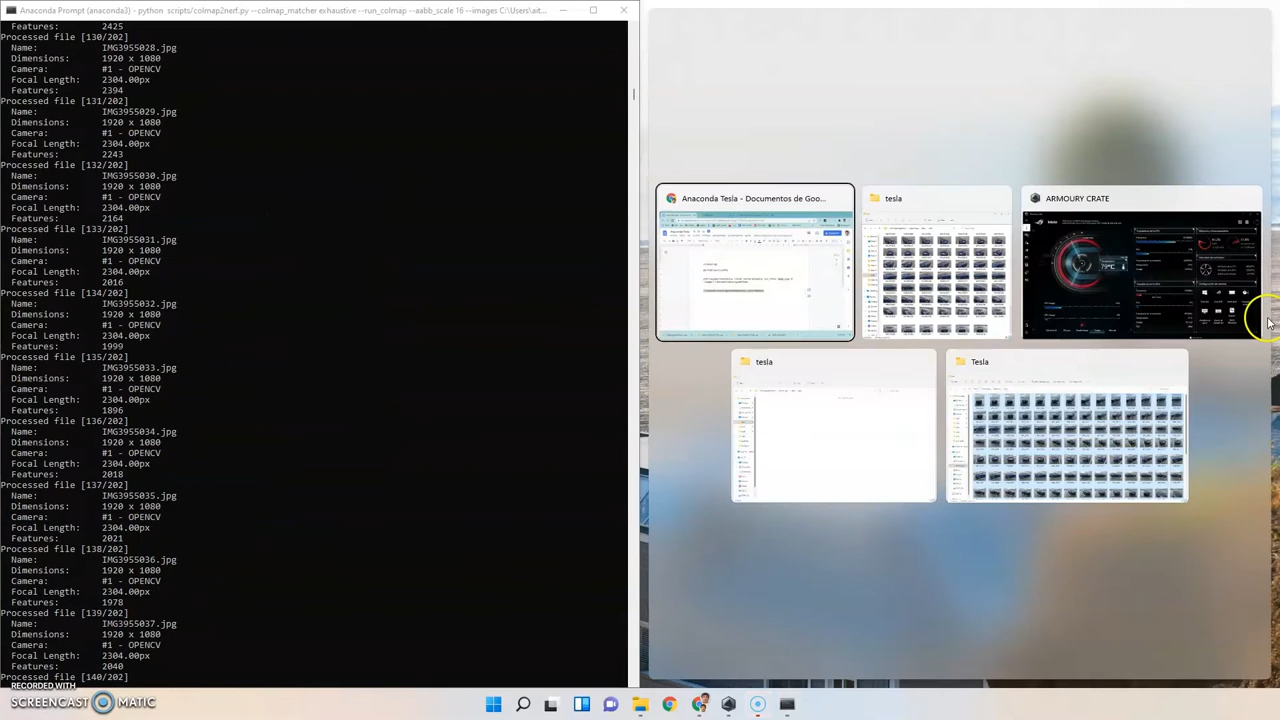 Anaconda Prompt (anaconda3) - python scripts/colmap2nerf.py --colmap_matcher exhaustive --run_colmap --aabb_scale 16 --images C:\Users\ait...
Features: 2425
Processed file [130/202]
Name: IMG3955028.jpg
Dimensions: 1920 x 1080
Camera: #1 - OPENCV
Focal Length: 2304.00px
Features: 2394
Processed file [131/202]
Name: IMG3955029.jpg
Dimensions: 1920 x 1080
Camera: #1 - OPENCV
Focal Length: 2304.00px
Features: 2243
Processed file [132/202]
Name: IMG3955030.jpg
Dimensions: 1920 x 1080
Camera: #1 - OPENCV
Focal Length: 2304.00px
Features: 2164
Processed file [133/202]
Name: IMG3955031.jpg
Dimensions: 1920 x 1080
Camera: #1 - OPENCV
Focal Length: 2304.00px
Features: 2016
Processed file [134/202]
Name: IMG3955032.jpg
Dimensions: 1920 x 1080
Camera: #1 - OPENCV
Focal Length: 2304.00px
Features: 1999
Processed file [135/202]
Name: IMG3955033.jpg
Dimensions: 1920 x 1080
Camera: #1 - OPENCV
Focal Length: 2304.00px
Features: 1896
Processed file [136/202]
Name: IMG3955034.jpg
Dimensions: 1920 x 1080
Camera: #1 - OPENCV
Focal Length: 2304.00px
Features: 2018
Processed file [137/202]
Name: IMG3955035.jpg
Dimensions: 1920 x 1080
Camera: #1 - OPENCV
Focal Length: 2304.00px
Features: 2021
Processed file [138/202]
Name: IMG3955036.jpg
Dimensions: 1920 x 1080
Camera: #1 - OPENCV
Focal Length: 2304.00px
Features: 1978
Processed file [139/202]
Name: IMG3955037.jpg
Dimensions: 1920 x 1080
Camera: #1 - OPENCV
Focal Length: 2304.00px
Features: 2040
Processed file [140/202]
RECORDED WITH
SCREENCAST MATIC
Anaconda Tesla - Documentos de Goo...
tesla
ARMOURY CRATE
tesla
Tesla